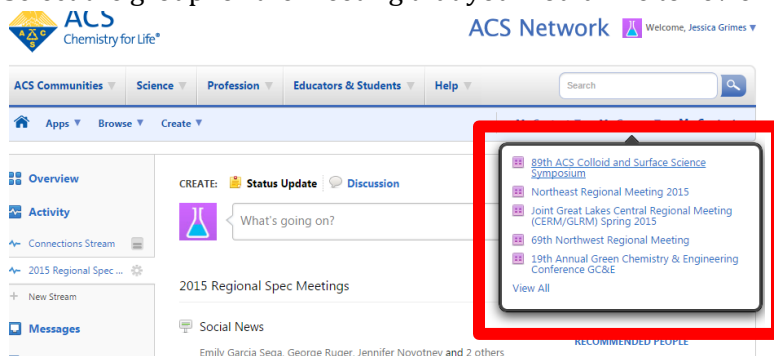 ACS
Chemistry for Life®
ACS Network
Welcome, Jessica Grimes
ACS Communities
Science
Profession
Educators & Students
Help
Search
Apps
Browse
Create
89th ACS Colloid and Surface Science
Symposium
Northeast Regional Meeting 2015
Joint Great Lakes Central Regional Meeting
(CERM/GLRM) Spring 2015
69th Northwest Regional Meeting
19th Annual Green Chemistry & Engineering
Conference GC&E
View All
Overview
Activity
Connections Stream
2015 Regional Spec ...
New Stream
Messages
CREATE:
Status Update
Discussion
What's going on?
2015 Regional Spec Meetings
Social News
Emily Garcia Sega, George Ruger, Jennifer Novotney and 2 others
RECOMMENDED PEOPLE